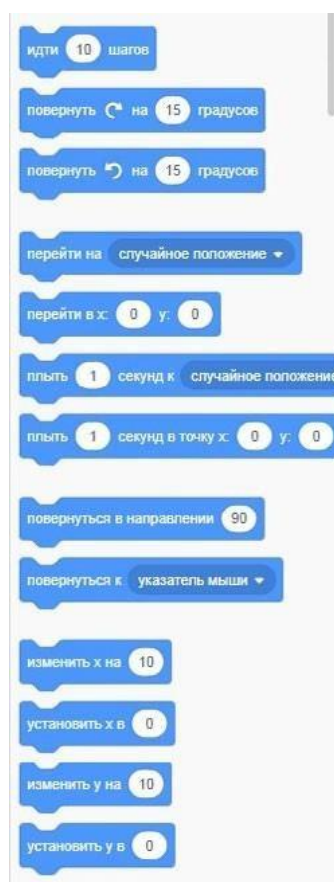 идти 10 шагов
повернуть на 15 градусов
повернуть на 15 градусов
перейти на случайное положение
перейти в x: 0 y: 0
плыть 1 секунд к случайное положение
плыть 1 секунд в точку x: 0 y: 0
повернуться в направлении 90
повернуться к указатель мыши
изменить x на 10
установить x в 0
изменить y на 10
установить y в 0